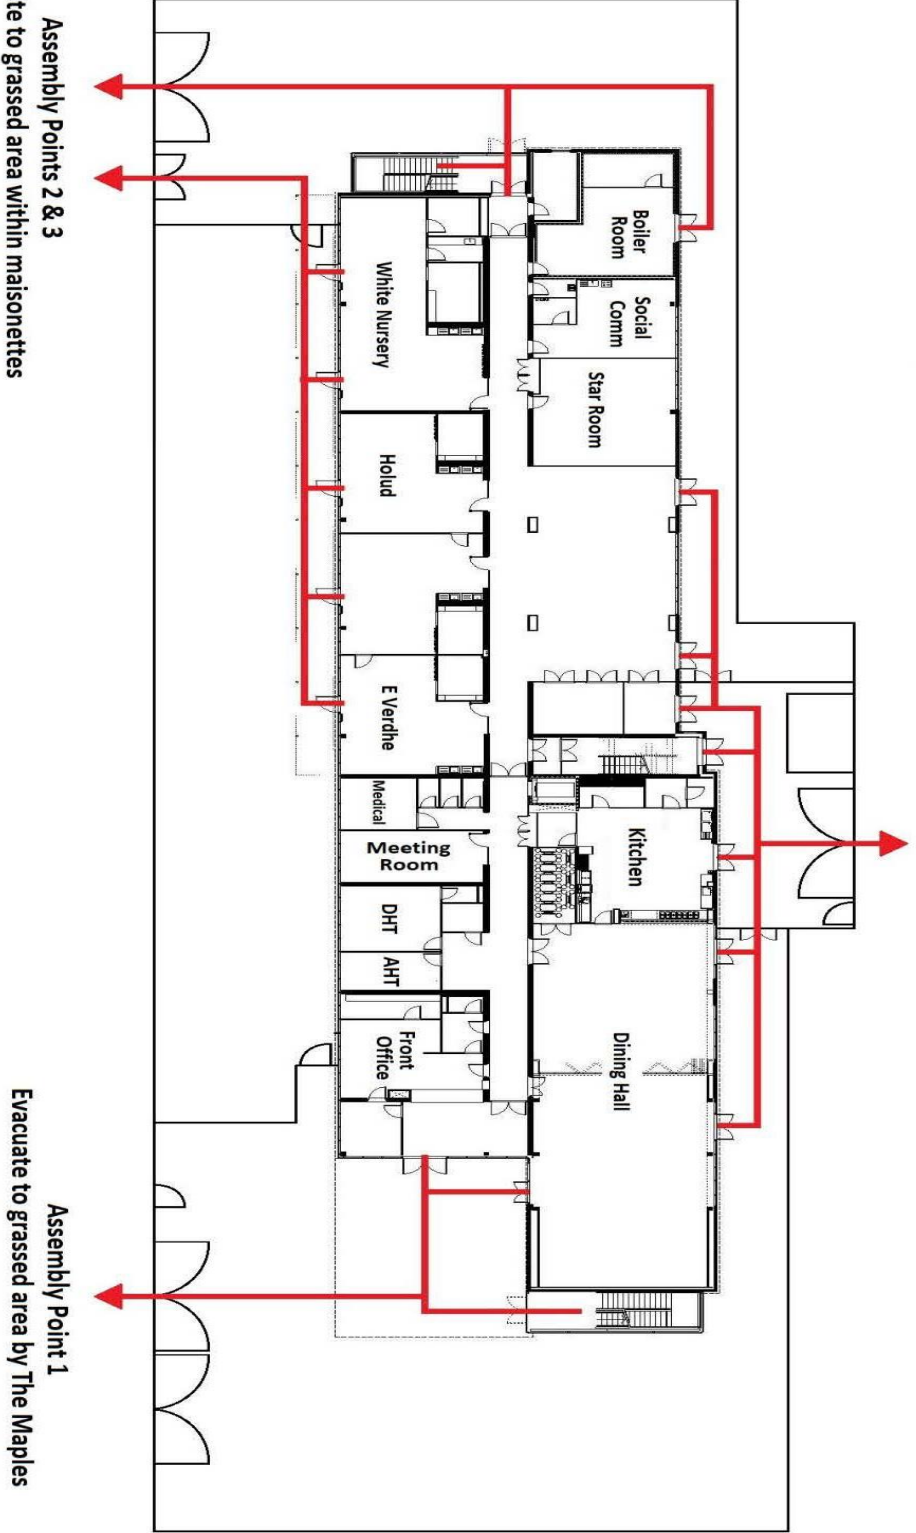 Assembly Points 2 & 3
te to grassed area within maisonettes
Boiler
Room
Social
Comm
Star Room
White Nursery
Holud
E Verdhe
Medical
Meeting
Room
DHT
AHT
Front
Office
Kitchen
Dining Hall
Assembly Point 1
Evacuate to grassed area by The Maples